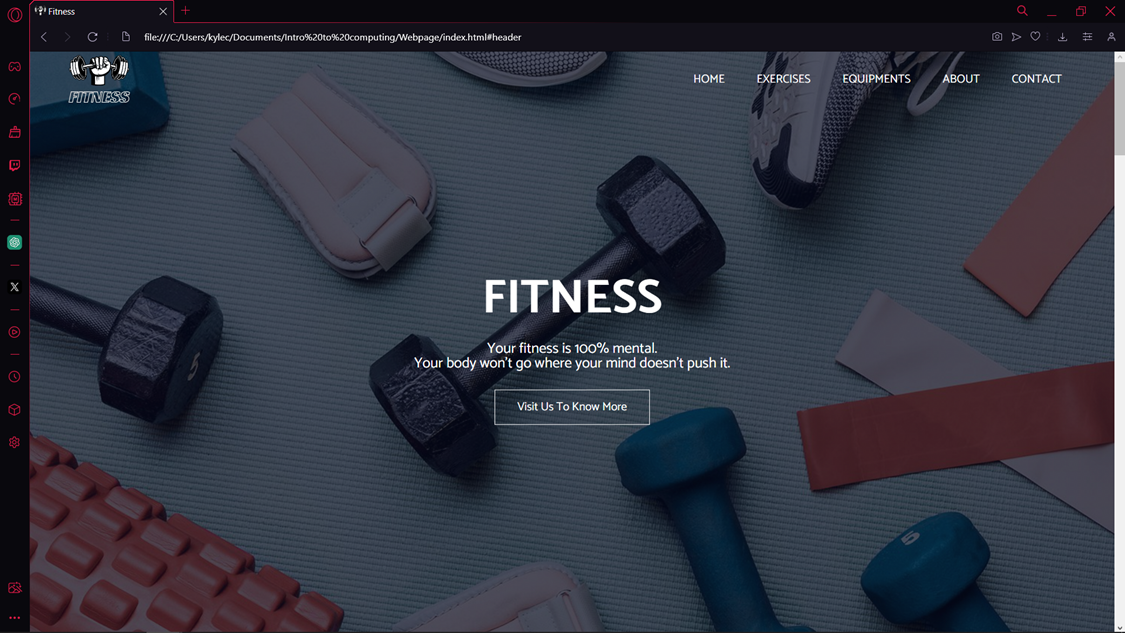 Fitness
file:///C:/Users/kylec/Documents/Intro%20to%20computing/Webpage/index.html#header
FITNESS
HOME
EXERCISES
EQUIPMENTS
ABOUT
CONTACT
FITNESS
Your fitness is 100% mental.
Your body won't go where your mind doesn't push it.
Visit Us To Know More